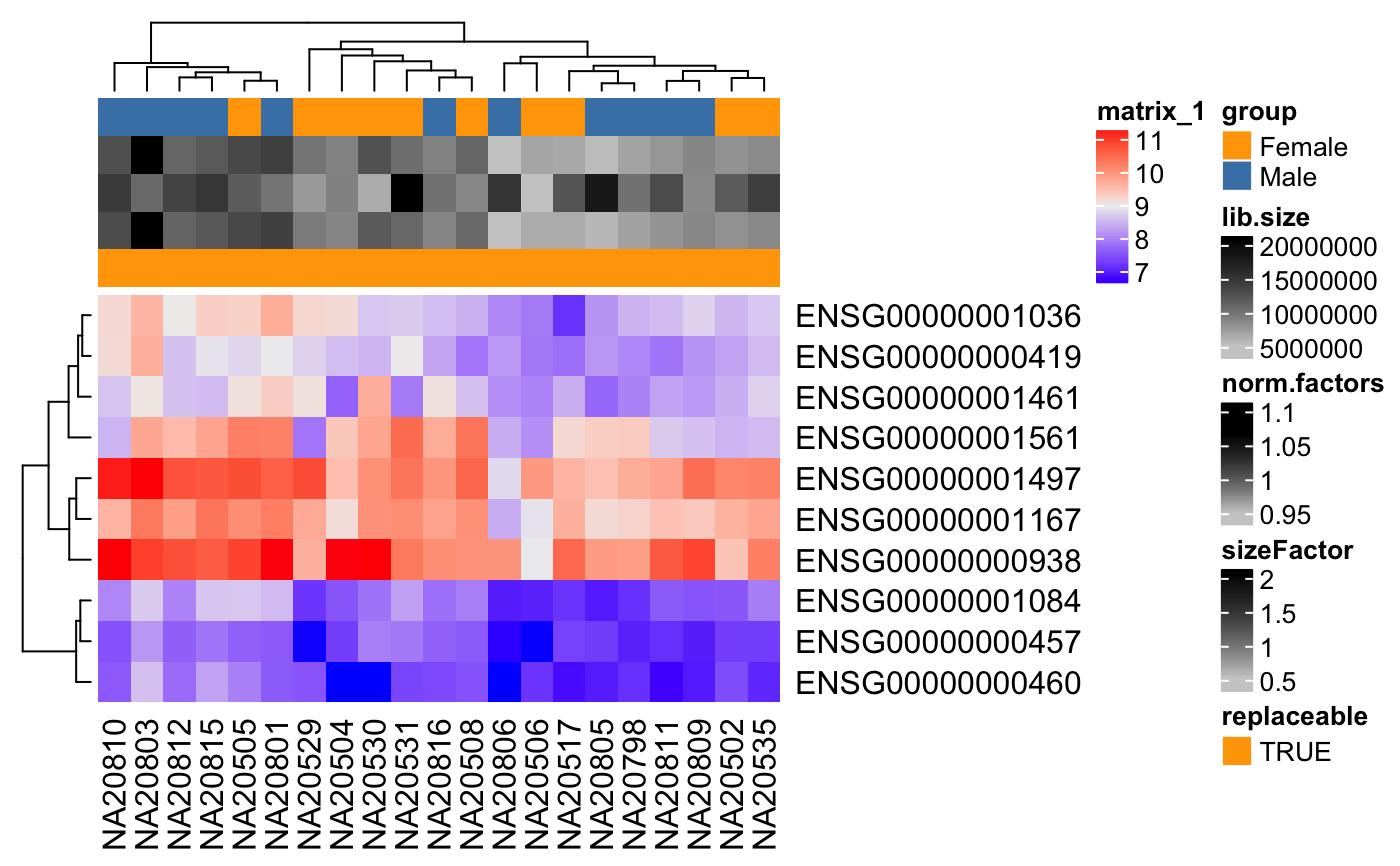 matrix_1
11
10
9
8
7
group
Female
Male
lib.size
20000000
15000000
10000000
5000000
norm.factors
1.1
1.05
1
0.95
sizeFactor
2
1.5
1
0.5
replaceable
TRUE
ENSG00000001036
ENSG00000000419
ENSG00000001461
ENSG00000001561
ENSG00000001497
ENSG00000001167
ENSG00000000938
ENSG00000001084
ENSG00000000457
ENSG00000000460
NA20810
NA20803
NA20812
NA20815
NA20505
NA20801
NA20529
NA20504
NA20530
NA20531
NA20816
NA20508
NA20806
NA20506
NA20517
NA20805
NA20798
NA20811
NA20809
NA20502
NA20535